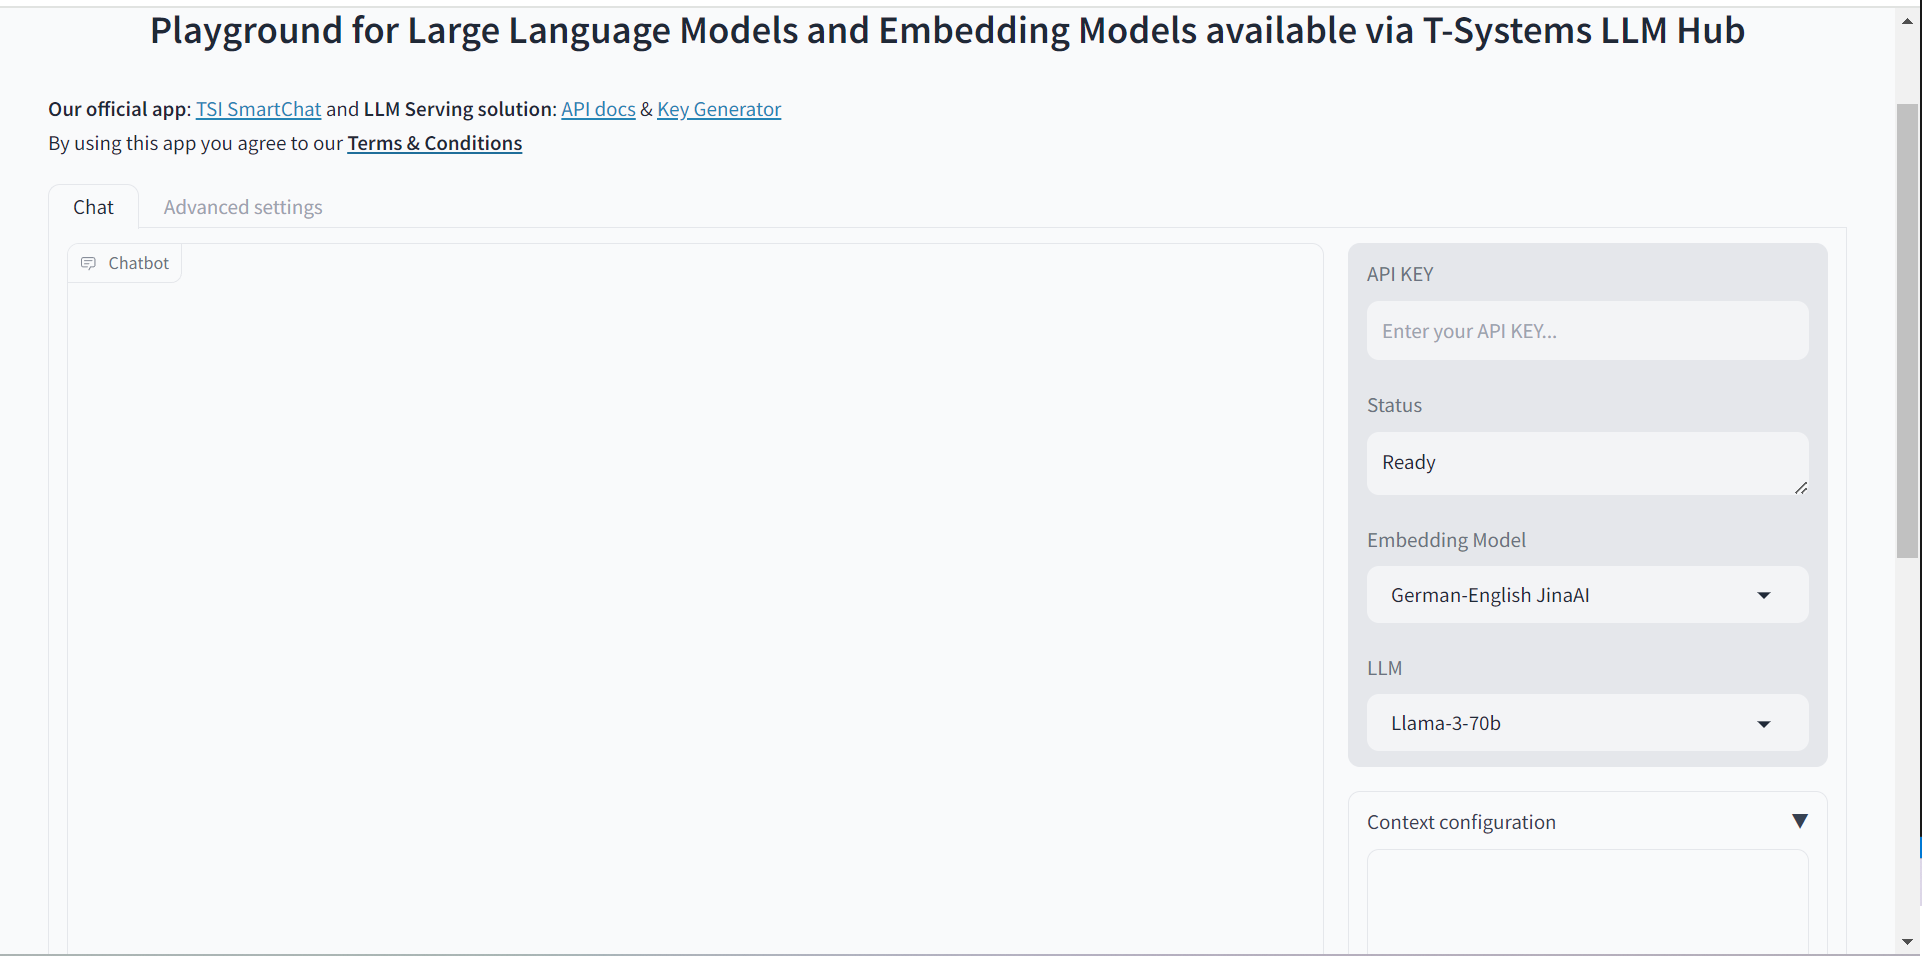 Playground for Large Language Models and Embedding Models available via T-Systems LLM Hub
Our official app: TSI SmartChat and LLM Serving solution: API docs & Key Generator
By using this app you agree to our Terms & Conditions
Chat
Advanced settings
Chatbot
API KEY
Enter your API KEY...
Status
Ready
Embedding Model
German-English JinaAI
LLM
Llama-3-70b
Context configuration